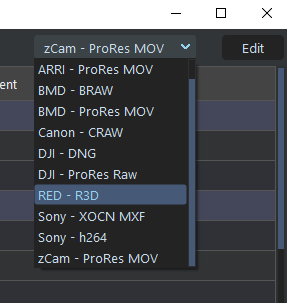 zCam - ProRes MOV
Edit
ent
ARRI - ProRes MOV
BMD - BRAW
BMD - ProRes MOV
Canon - CRAW
DJI - DNG
DJI - ProRes Raw
RED - R3D
Sony - XOCN MXF
Sony - h264
zCam - ProRes MOV